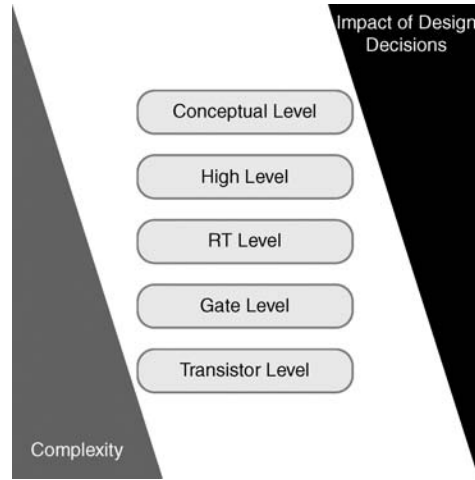 Impact of Design
Decisions
Conceptual Level
High Level
RT Level
Gate Level
Transistor Level
Complexity